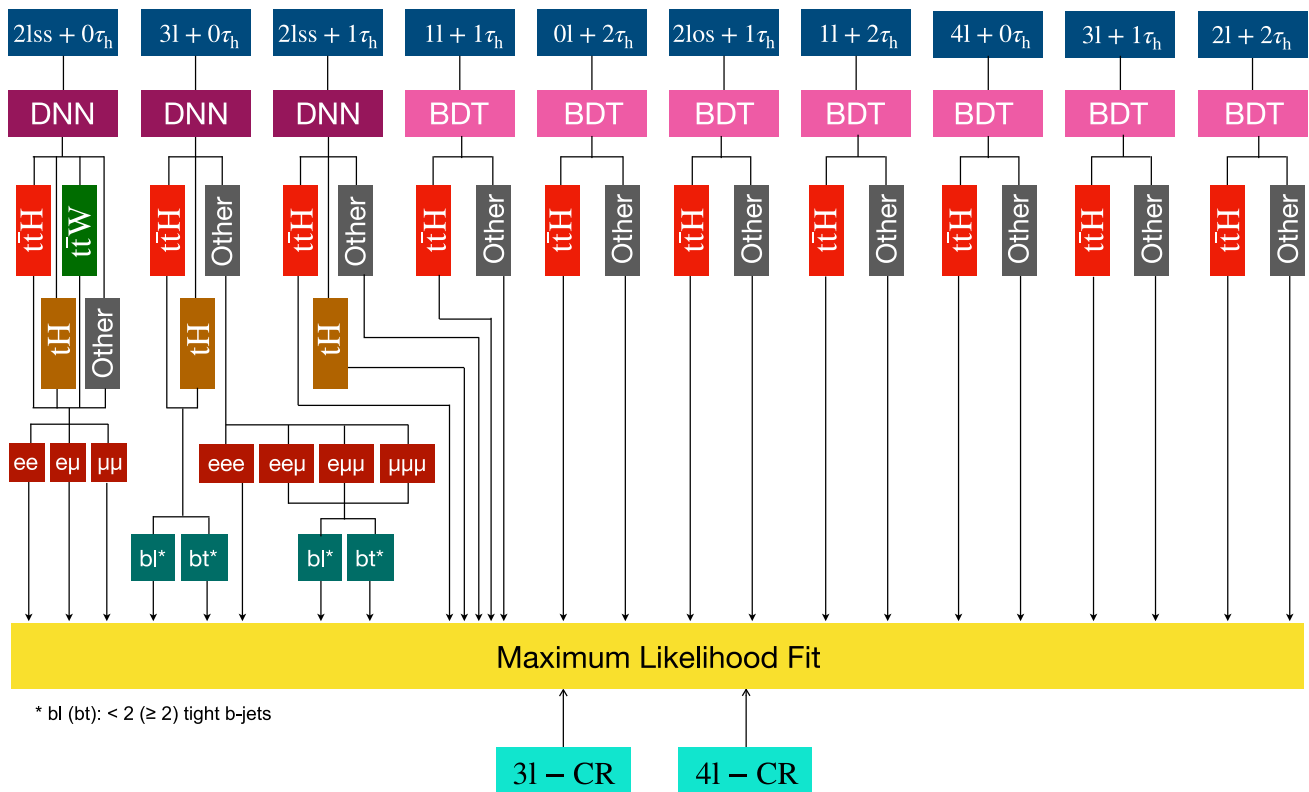 2lss + 0τh 3l + 0τh 2lss + 1τh 1l + 1τh 0l + 2τh 2los + 1τh 1l + 2τh 4l + 0τh 3l + 1τh 2l + 2τh
DNN DNN DNN BDT BDT BDT BDT BDT BDT BDT
tt̄H tt̄W tt̄H Other tt̄H Other tt̄H Other tt̄H Other tt̄H Other tt̄H Other tt̄H Other tt̄H Other tt̄H Other
tH Other tH tH
ee eμ μμ eee eeμ eμμ μμμ
bl* bt* bl* bt*
Maximum Likelihood Fit
* bl (bt): < 2 (≥ 2) tight b-jets
3l – CR 4l – CR